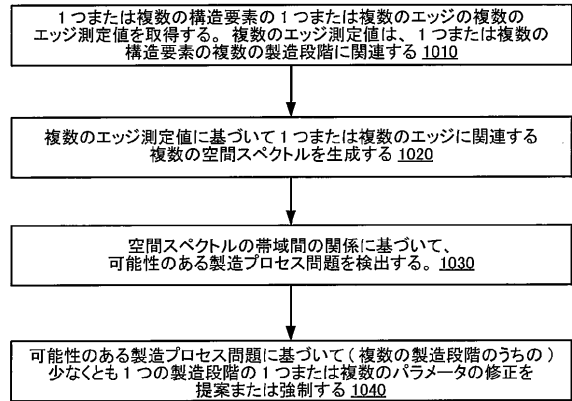 1つまたは複数の構造要素の1つまたは複数のエッジの複数の
エッジ測定値を取得する。複数のエッジ測定値は、1つまたは複数の
構造要素の複数の製造段階に関連する 1010
複数のエッジ測定値に基づいて1つまたは複数のエッジに関連する
複数の空間スペクトルを生成する 1020
空間スペクトルの帯域間の関係に基づいて、
可能性のある製造プロセス問題を検出する。1030
可能性のある製造プロセス問題に基づいて(複数の製造段階のうちの)
少なくとも1つの製造段階の1つまたは複数のパラメータの修正を
提案または強制する 1040